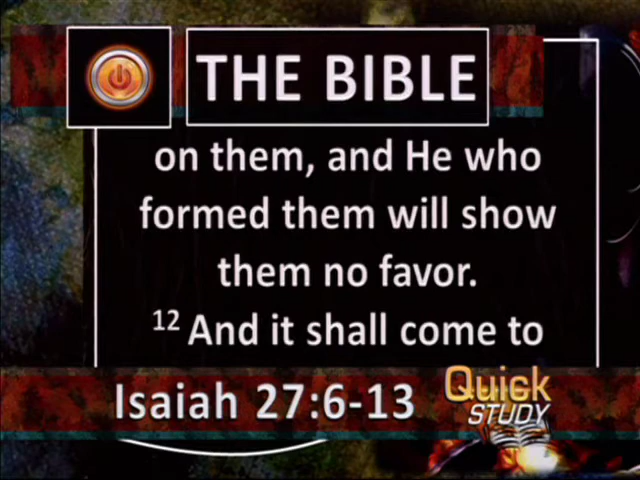 THE BIBLE
on them, and He who
formed them will show
them no favor.
12 And it shall come to
Isaiah 27:6-13
Quick
STUDY